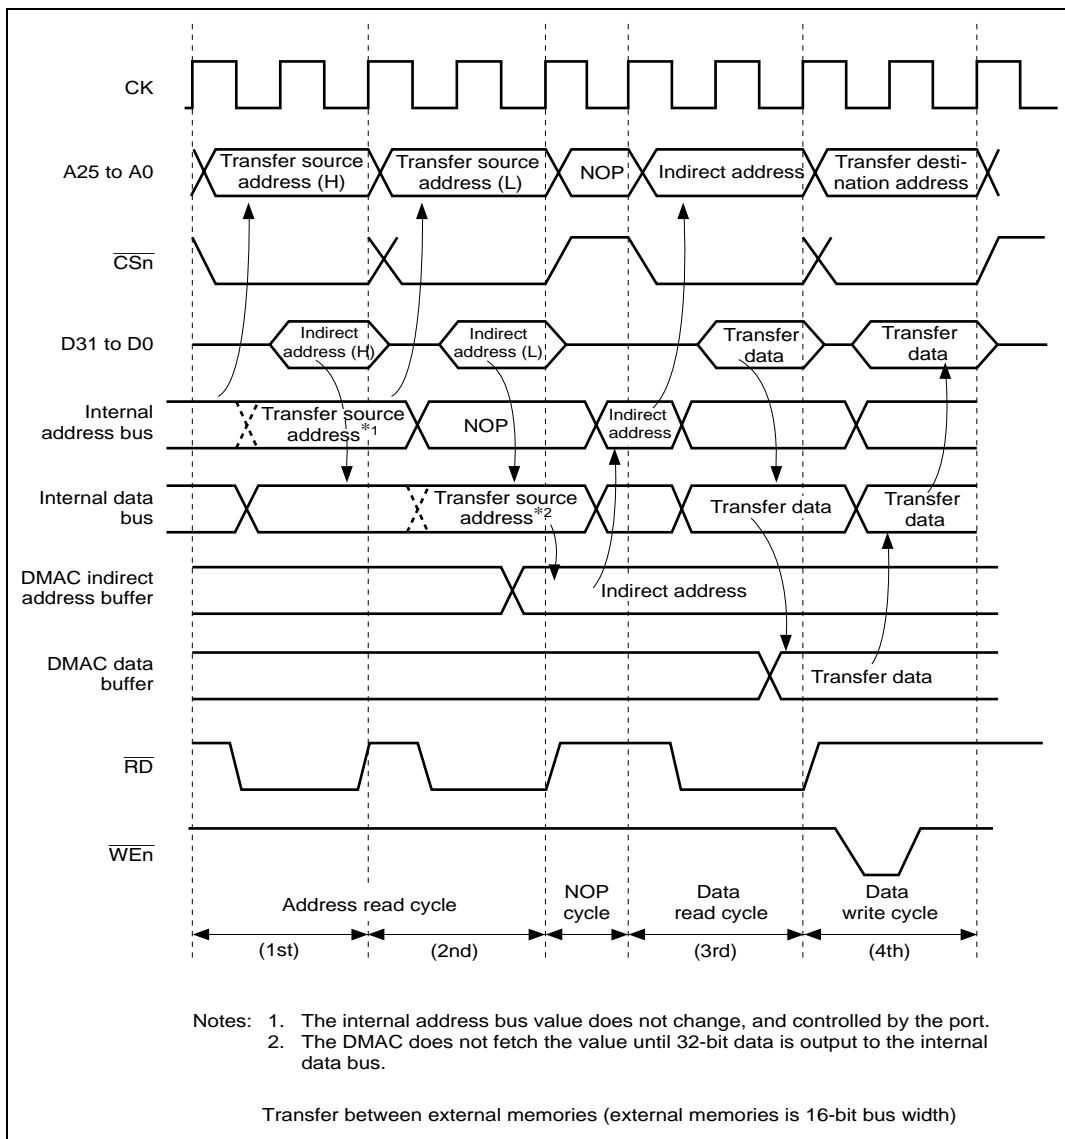 CK
A25 to A0
Transfer source
address (H)
Transfer source
address (L)
NOP
Indirect address
Transfer desti-
nation address
CSn
D31 to D0
Indirect
address (H)
Indirect
address (L)
Transfer
data
Transfer
data
Internal
address bus
Transfer source
address*1
NOP
Indirect
address
Internal data
bus
Transfer source
address*2
Transfer data
Transfer
data
DMAC indirect
address buffer
Indirect address
DMAC data
buffer
Transfer data
RD
WEn
Address read cycle
NOP
cycle
Data
read cycle
Data
write cycle
(1st)
(2nd)
(3rd)
(4th)
Notes: 1. The internal address bus value does not change, and controlled by the port.
2. The DMAC does not fetch the value until 32-bit data is output to the internal
data bus.
Transfer between external memories (external memories is 16-bit bus width)